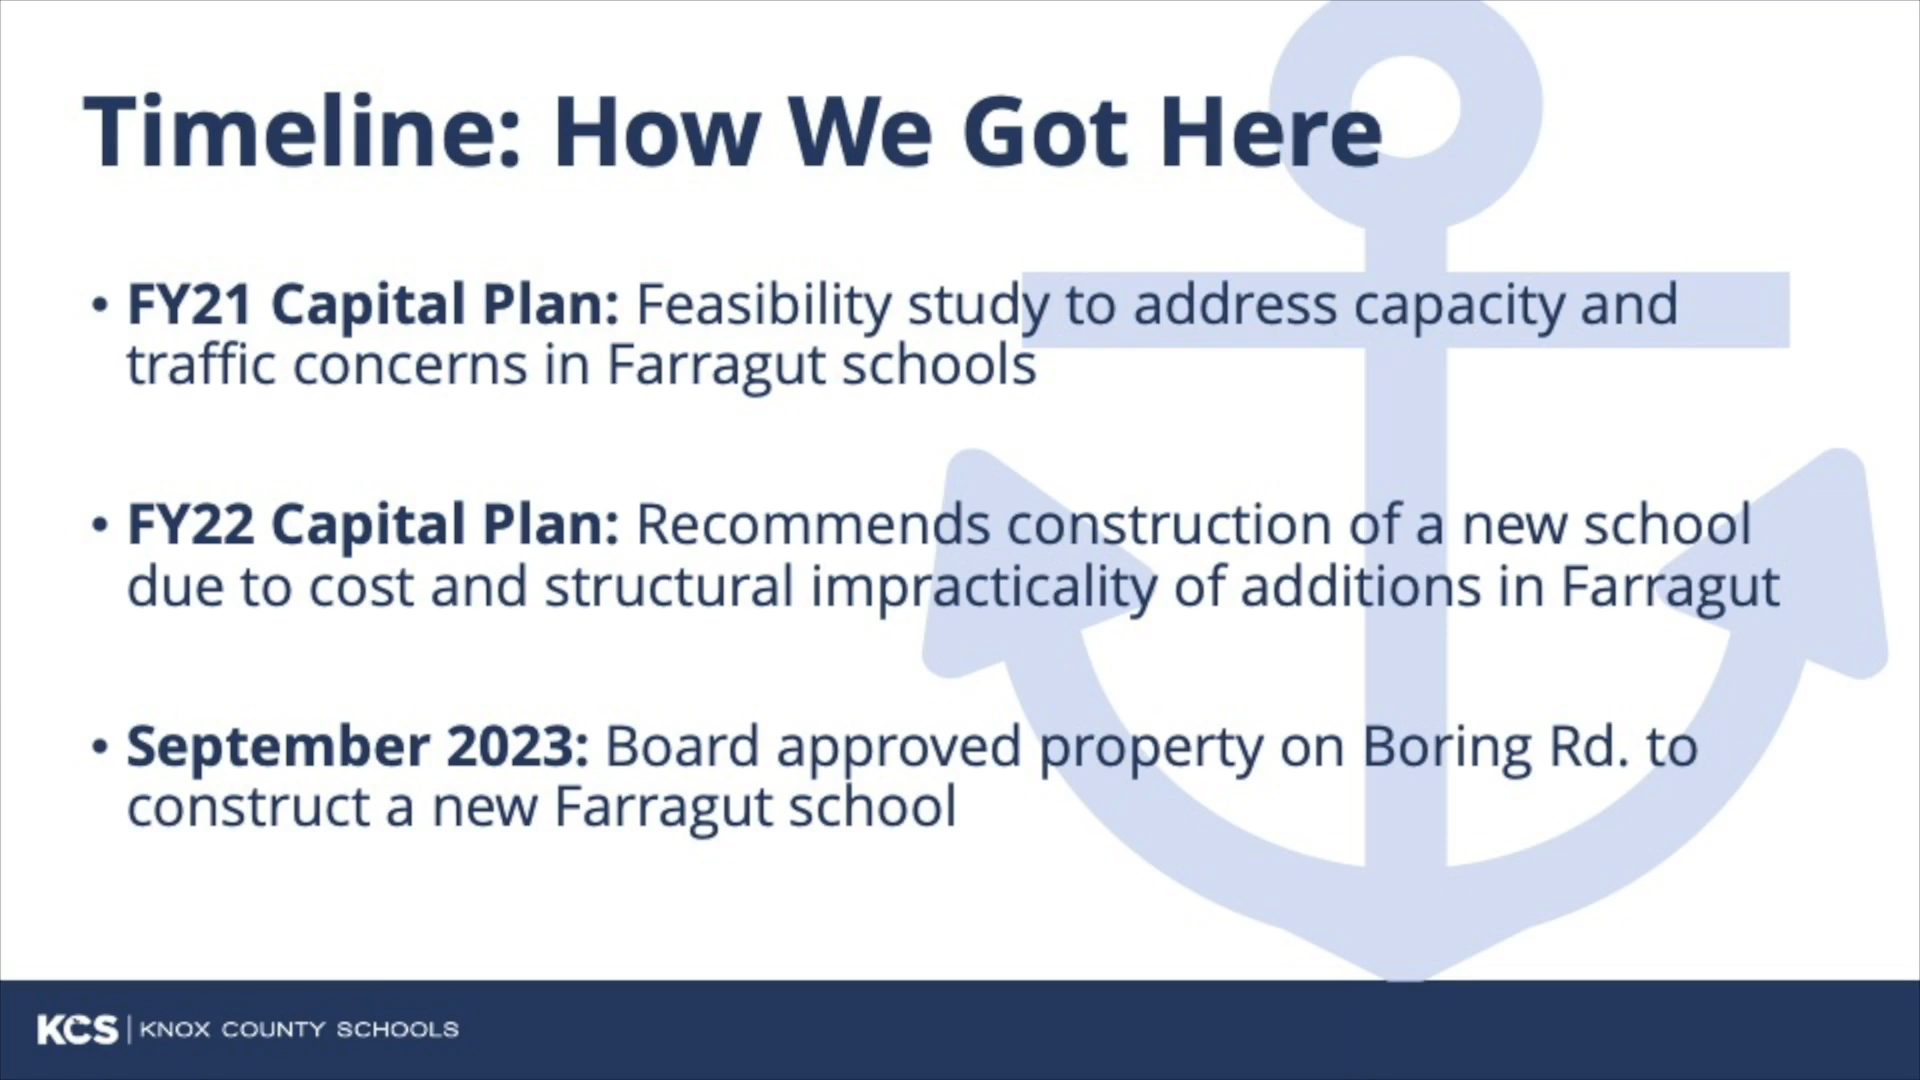 Timeline: How We Got Here
• FY21 Capital Plan: Feasibility study to address capacity and
traffic concerns in Farragut schools
• FY22 Capital Plan: Recommends construction of a new school
due to cost and structural impracticality of additions in Farragut
• September 2023: Board approved property on Boring Rd. to
construct a new Farragut school
KCS | KNOX COUNTY SCHOOLS